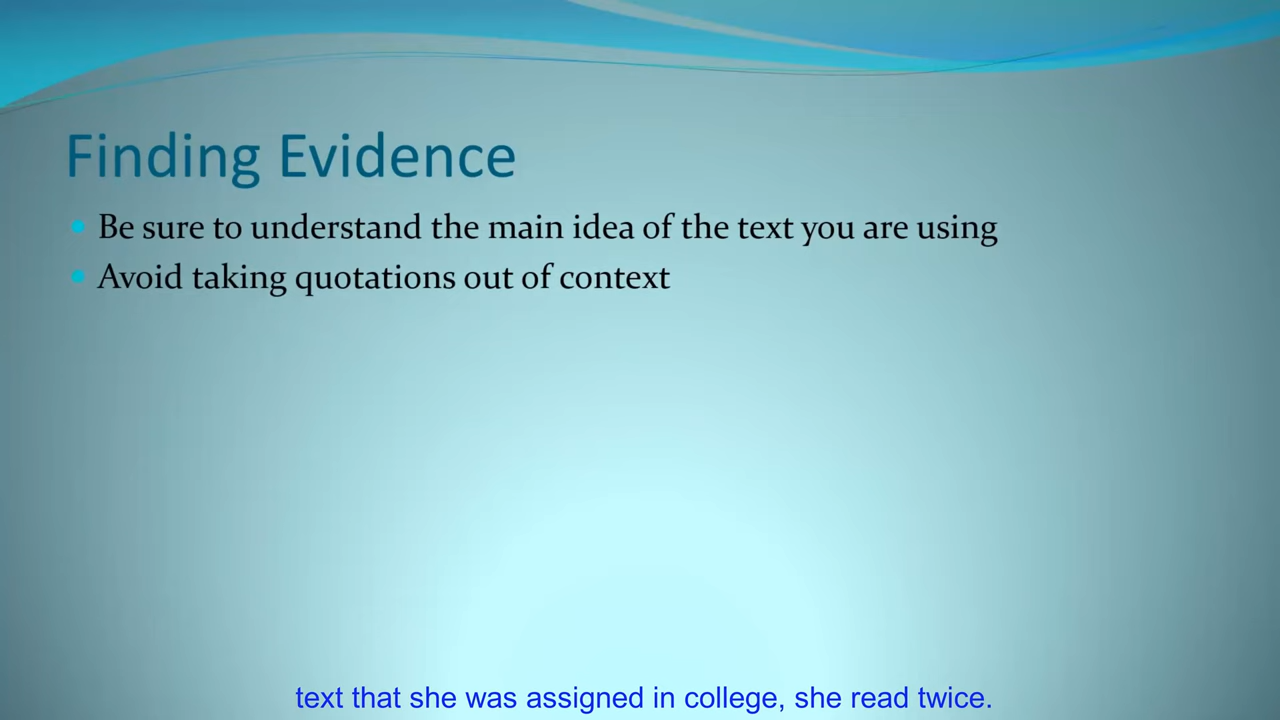 Finding Evidence
Be sure to understand the main idea of the text you are using
Avoid taking quotations out of context
text that she was assigned in college, she read twice.